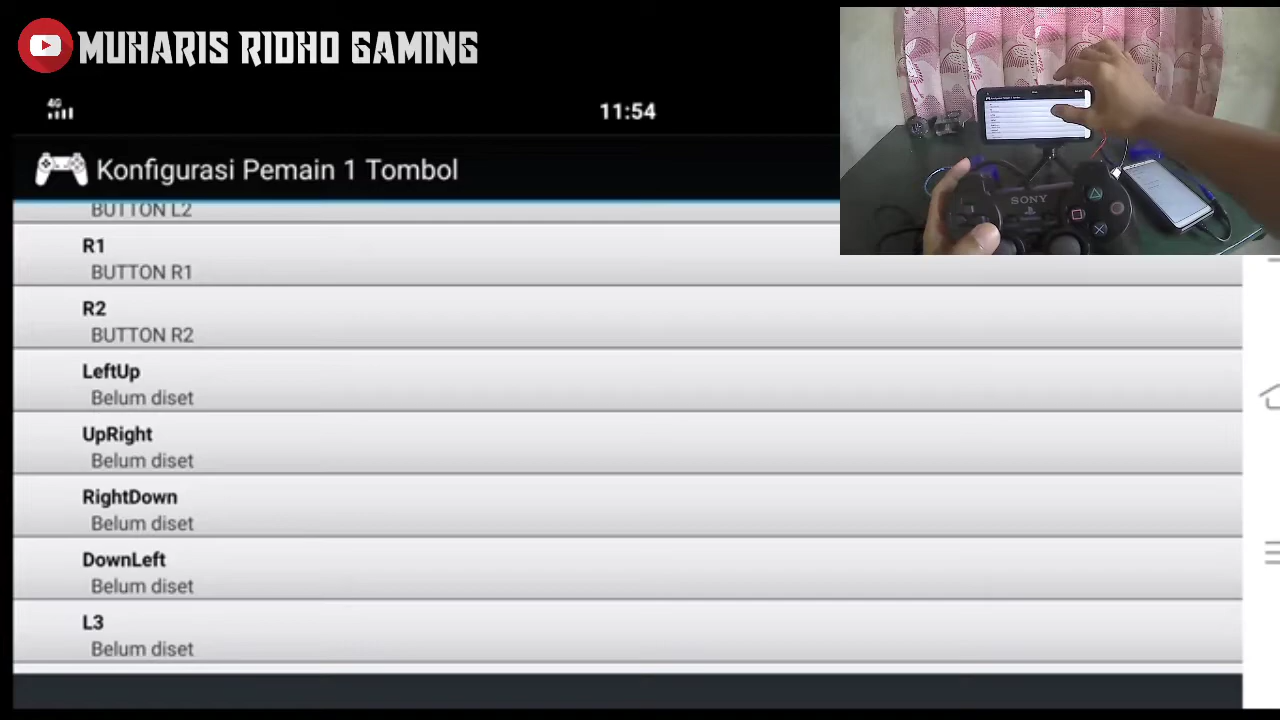 MUHARIS RIDHO GAMING
4G
11:54
Konfigurasi Pemain 1 Tombol
BUTTON L2
R1
BUTTON R1
R2
BUTTON R2
LeftUp
Belum diset
UpRight
Belum diset
RightDown
Belum diset
DownLeft
Belum diset
L3
Belum diset
SONY